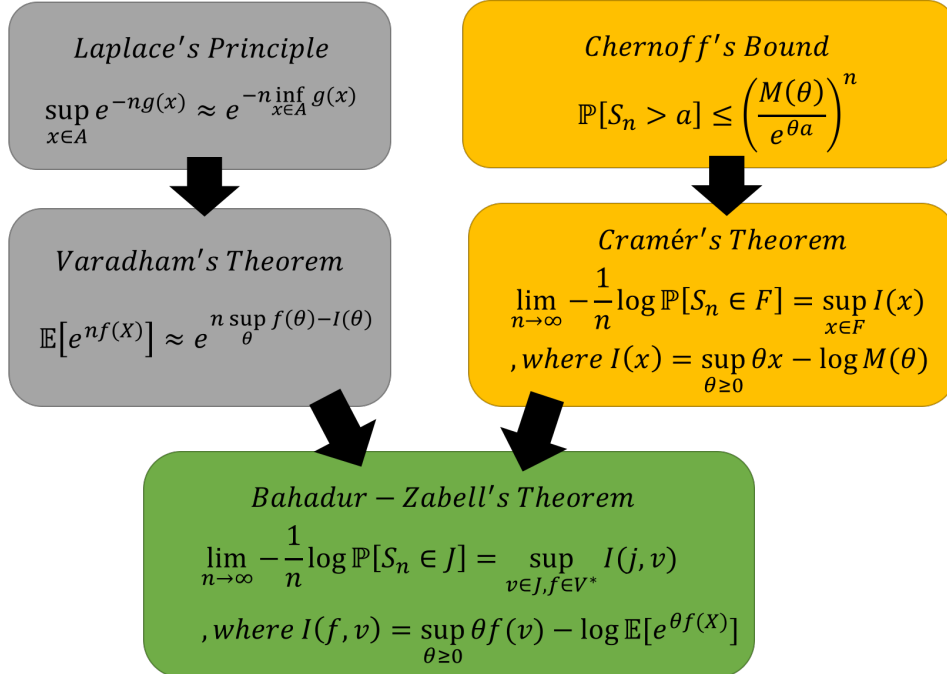 Laplace's Principle
sup_{x∈A} e^{-ng(x)} ≈ e^{-n inf_{x∈A} g(x)}
Varadham's Theorem
𝔼[e^{nf(X)}] ≈ e^{n sup_θ f(θ)-I(θ)}
Chernoff's Bound
ℙ[S_n > a] ≤ (M(θ)/e^{θa})^n
Cramér's Theorem
lim_{n→∞} -1/n log ℙ[S_n ∈ F] = sup_{x∈F} I(x)
, where I(x) = sup_{θ≥0} θx - log M(θ)
Bahadur - Zabell's Theorem
lim_{n→∞} -1/n log ℙ[S_n ∈ J] = sup_{v∈J,f∈V*} I(j, v)
, where I(f, v) = sup_{θ≥0} θf(v) - log 𝔼[e^{θf(X)}]